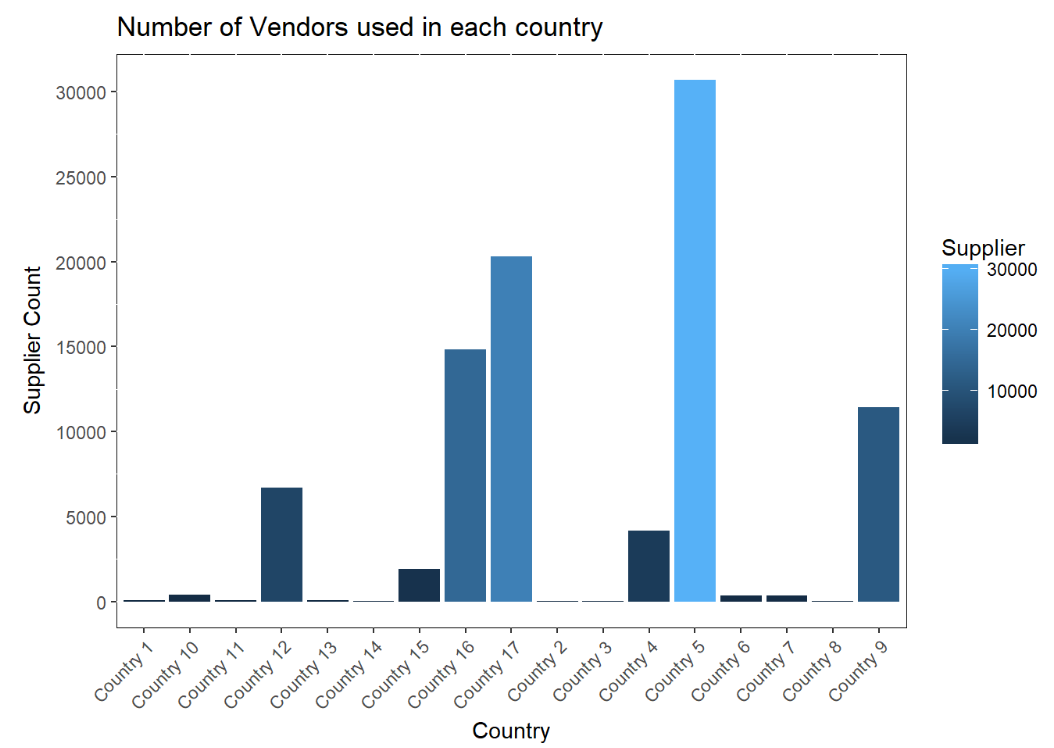 Number of Vendors used in each country
Supplier Count
30000
25000
20000
15000
10000
5000
0
Country 1
Country 10
Country 11
Country 12
Country 13
Country 14
Country 15
Country 16
Country 17
Country 2
Country 3
Country 4
Country 5
Country 6
Country 7
Country 8
Country 9
Country
Supplier
30000
20000
10000